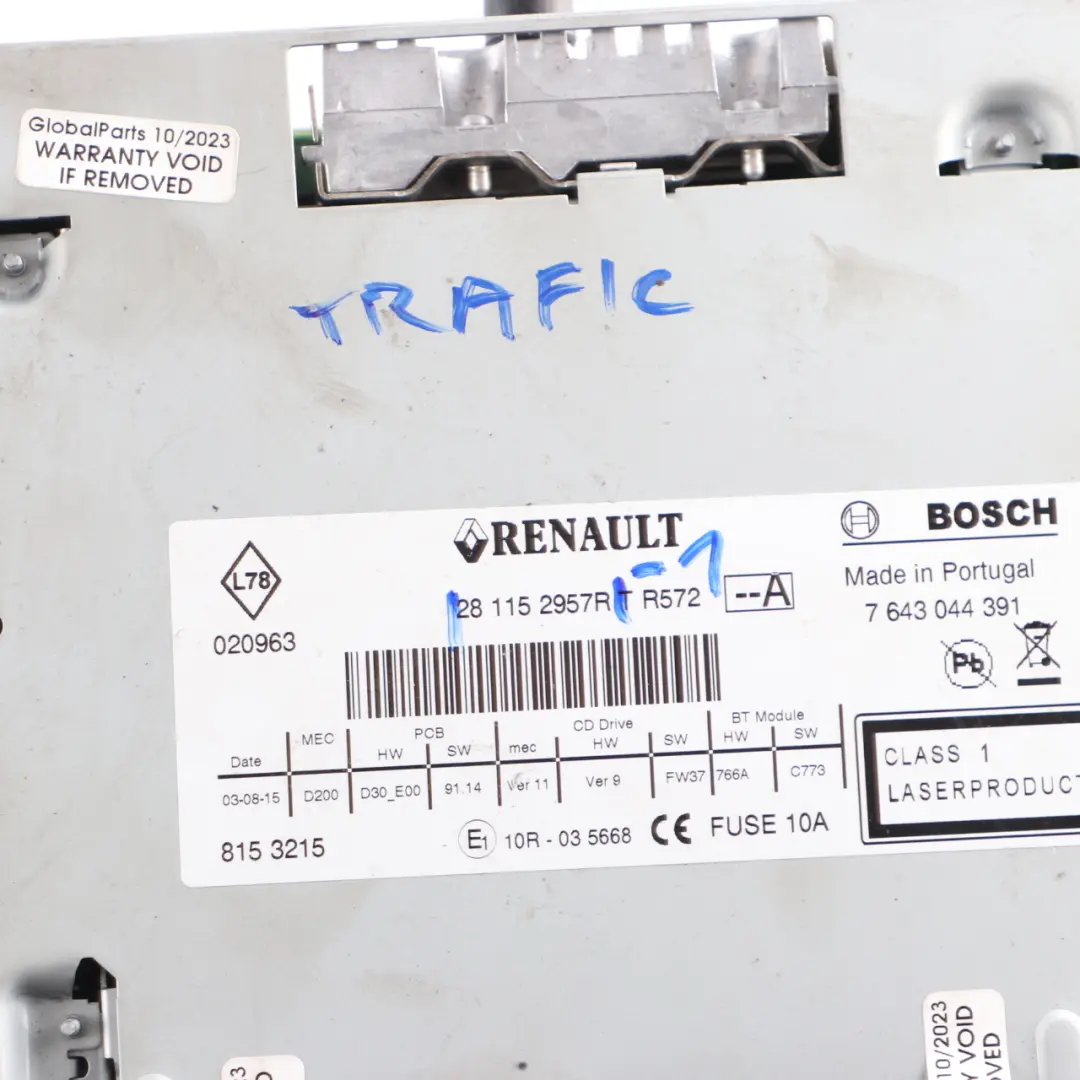 GlobalParts 10/2023
WARRANTY VOID
IF REMOVED
TRAFIC
RENAULT
BOSCH
L78
020963
28 115 2957R T R572 --A
-1
Made in Portugal
7 643 044 391
Pb
Date MEC PCB HW SW CD Drive mec HW SW BT Module HW SW
03-08-15 D200 D30_E00 91.14 Ver 11 Ver 9 FW37 766A C773
CLASS 1
LASERPRODUCT
815 3215
E1 10R - 03 5668 CE FUSE 10A
10/2023
Y VOID
VED